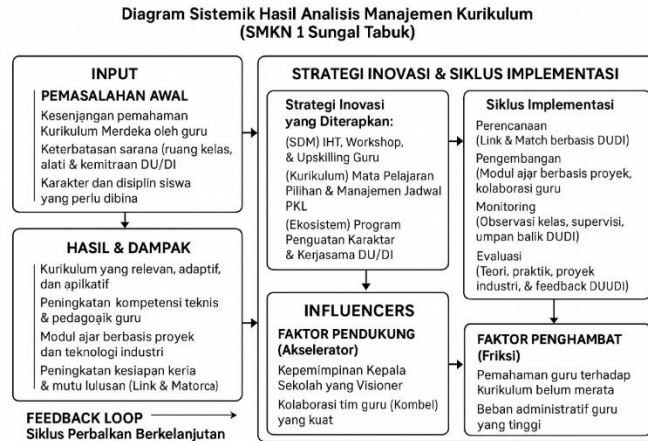 Diagram Sistemik Hasil Analisis Manajemen Kurikulum
(SMKN 1 Sungal Tabuk)
INPUT
PEMASALAHAN AWAL
Kesenjangan pemahaman
Kurikulum Merdeka oleh guru
Keterbatasan sarana (ruang kelas,
alati & kemitraan DU/DI
Karakter dan disiplin siswa
yang perlu dibina
HASIL & DAMPAK
Kurikulum yang relevan, adaptif,
dan apilkatif
Peningkatan kompetensi teknis
& pedagoaik guru
Modul ajar berbasis proyek
dan teknologi industri
Peningkatan kesiapan keria
& mutu lulusan (Link & Matorca)
FEEDBACK LOOP
Siklus Perbalkan Berkelanjutan
STRATEGI INOVASI & SIKLUS IMPLEMENTASI
Strategi Inovasi
yang Diterapkan:
(SDM) IHT, Workshop,
& Upskilling Guru
(Kurikulum) Mata Pelajaran
Pilihan & Manajemen Jadwal
PKL
(Ekosistem) Program
Penguatan Karaktar
& Kerjasama DU/DI
Siklus Implementasi
Perencanaan
(Link & Match berbasis DUDI)
Pengembangan
(Modul ajar berbasis proyek,
kolaborasi guru
Monitoring
(Observasi kelas, supervisi,
umpan balik DUDI)
Evaluasi
(Teori, praktik, proyek
industri, & feedback DUUDI)
INFLUENCERS
FAKTOR PENDUKUNG
(Akselerator)
Kepemimpinan Kepala
Sekolah yang Visioner
Kolaborasi tim guru (Kombel)
yang kuat
FAKTOR PENGHAMBAT
(Friksi)
Pemahaman guru terhadap
Kurikulum belum merata
Beban administratif guru
yang tinggi